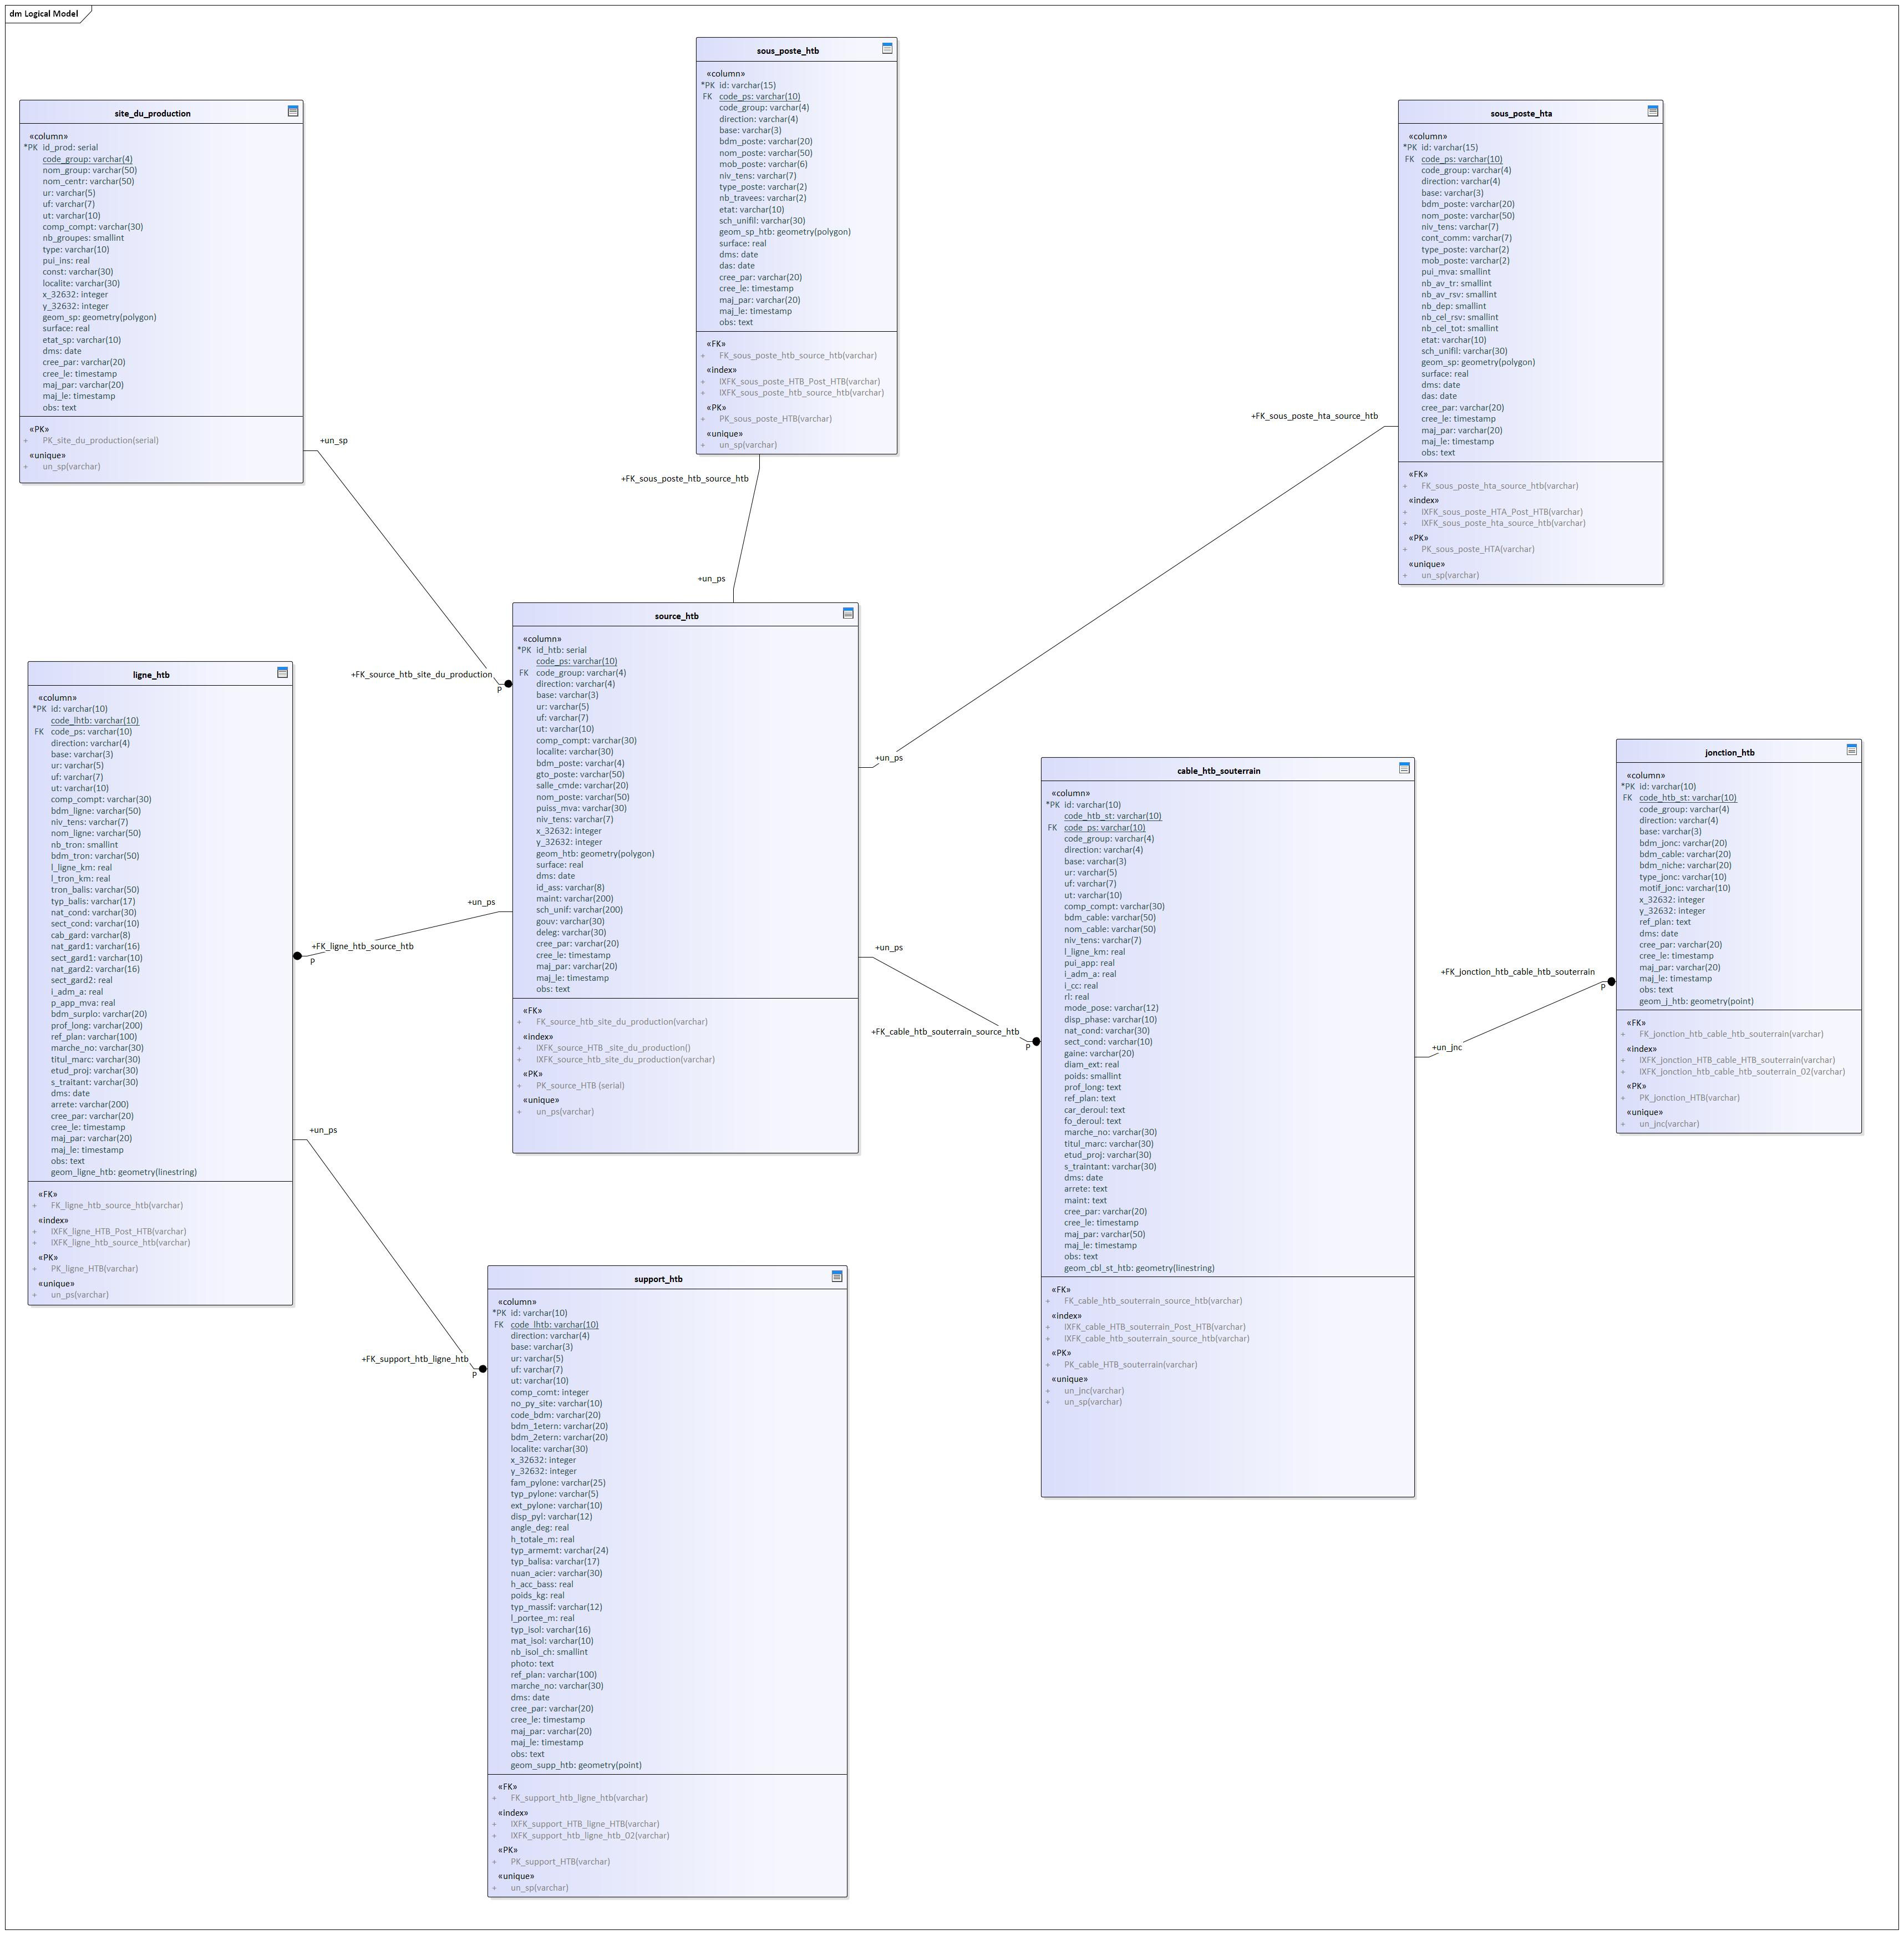 dm Logical Model
sous_poste_htb
«column»
*PK id: varchar(15)
FK code_ps: varchar(10)
code_group: varchar(4)
direction: varchar(4)
base: varchar(3)
bdm_poste: varchar(20)
nom_poste: varchar(50)
mob_poste: varchar(6)
niv_tens: varchar(7)
type_poste: varchar(2)
nb_travees: varchar(2)
etat: varchar(10)
sch_unifil: varchar(30)
geom_sp_htb: geometry(polygon)
surface: real
dms: date
das: date
cree_par: varchar(20)
cree_le: timestamp
maj_par: varchar(20)
maj_le: timestamp
obs: text
«FK»
+ FK_sous_poste_htb_source_htb(varchar)
«index»
+ IXFK_sous_poste_HTB_Post_HTB(varchar)
+ IXFK_sous_poste_htb_source_htb(varchar)
«PK»
+ PK_sous_poste_HTB(varchar)
«unique»
+ un_sp(varchar)
site_du_production
«column»
*PK id_prod: serial
code_group: varchar(4)
nom_group: varchar(50)
nom_centr: varchar(50)
ur: varchar(5)
uf: varchar(7)
ut: varchar(10)
comp_compt: varchar(30)
nb_groupes: smallint
type: varchar(10)
pui_ins: real
const: varchar(30)
localite: varchar(30)
x_32632: integer
y_32632: integer
geom_sp: geometry(polygon)
surface: real
etat_sp: varchar(10)
dms: date
cree_par: varchar(20)
cree_le: timestamp
maj_par: varchar(20)
maj_le: timestamp
obs: text
«PK»
+ PK_site_du_production(serial)
«unique»
+ un_sp(varchar)
sous_poste_hta
«column»
*PK id: varchar(15)
FK code_ps: varchar(10)
code_group: varchar(4)
direction: varchar(4)
base: varchar(3)
bdm_poste: varchar(20)
nom_poste: varchar(50)
niv_tens: varchar(7)
cont_comm: varchar(7)
type_poste: varchar(2)
mob_poste: varchar(2)
pui_mva: smallint
nb_av_tr: smallint
nb_av_rsv: smallint
nb_dep: smallint
nb_cel_rsv: smallint
nb_cel_tot: smallint
etat: varchar(10)
sch_unifil: varchar(30)
geom_sp: geometry(polygon)
surface: real
dms: date
das: date
cree_par: varchar(20)
cree_le: timestamp
maj_par: varchar(20)
maj_le: timestamp
obs: text
«FK»
+ FK_sous_poste_hta_source_htb(varchar)
«index»
+ IXFK_sous_poste_HTA_Post_HTB(varchar)
+ IXFK_sous_poste_hta_source_htb(varchar)
«PK»
+ PK_sous_poste_HTA(varchar)
«unique»
+ un_sp(varchar)
+FK_sous_poste_hta_source_htb
+un_sp
+FK_sous_poste_htb_source_htb
+un_ps
+FK_source_htb_site_du_production
P
source_htb
«column»
*PK id_htb: serial
code_ps: varchar(10)
FK code_group: varchar(4)
direction: varchar(4)
base: varchar(3)
ur: varchar(5)
uf: varchar(7)
ut: varchar(10)
comp_compt: varchar(30)
localite: varchar(30)
bdm_poste: varchar(4)
gto_poste: varchar(50)
salle_cmde: varchar(20)
nom_poste: varchar(50)
puiss_mva: varchar(30)
niv_tens: varchar(7)
x_32632: integer
y_32632: integer
geom_htb: geometry(polygon)
surface: real
dms: date
id_ass: varchar(8)
maint: varchar(200)
sch_unif: varchar(200)
gouv: varchar(30)
deleg: varchar(30)
cree_par: varchar(20)
cree_le: timestamp
maj_par: varchar(20)
maj_le: timestamp
obs: text
«FK»
+ FK_source_htb_site_du_production(varchar)
«index»
+ IXFK_source_HTB _site_du_production()
+ IXFK_source_htb_site_du_production(varchar)
«PK»
+ PK_source_HTB (serial)
«unique»
+ un_ps(varchar)
+un_ps
ligne_htb
«column»
*PK id: varchar(10)
code_lhtb: varchar(10)
FK code_ps: varchar(10)
direction: varchar(4)
base: varchar(3)
ur: varchar(5)
uf: varchar(7)
ut: varchar(10)
comp_compt: varchar(30)
bdm_ligne: varchar(50)
niv_tens: varchar(7)
nom_ligne: varchar(50)
nb_tron: smallint
bdm_tron: varchar(50)
l_ligne_km: real
l_tron_km: real
tron_balis: varchar(50)
typ_balis: varchar(17)
nat_cond: varchar(30)
sect_cond: varchar(10)
cab_gard: varchar(8)
nat_gard1: varchar(16)
sect_gard1: varchar(10)
nat_gard2: varchar(16)
sect_gard2: real
i_adm_a: real
p_app_mva: real
bdm_surplo: varchar(20)
prof_long: varchar(200)
ref_plan: varchar(100)
marche_no: varchar(30)
titul_marc: varchar(30)
etud_proj: varchar(30)
s_traitant: varchar(30)
dms: date
arrete: varchar(200)
cree_par: varchar(20)
cree_le: timestamp
maj_par: varchar(20)
maj_le: timestamp
obs: text
geom_ligne_htb: geometry(linestring)
«FK»
+ FK_ligne_htb_source_htb(varchar)
«index»
+ IXFK_ligne_HTB_Post_HTB(varchar)
+ IXFK_ligne_htb_source_htb(varchar)
«PK»
+ PK_ligne_HTB(varchar)
«unique»
+ un_ps(varchar)
+un_ps
+FK_ligne_htb_source_htb
P
+un_ps
+FK_cable_htb_souterrain_source_htb
P
cable_htb_souterrain
«column»
*PK id: varchar(10)
code_htb_st: varchar(10)
FK code_ps: varchar(10)
code_group: varchar(4)
direction: varchar(4)
base: varchar(3)
ur: varchar(5)
uf: varchar(7)
ut: varchar(10)
comp_compt: varchar(30)
bdm_cable: varchar(50)
nom_cable: varchar(50)
niv_tens: varchar(7)
l_ligne_km: real
pui_app: real
i_adm_a: real
i_cc: real
rl: real
mode_pose: varchar(12)
disp_phase: varchar(10)
nat_cond: varchar(30)
sect_cond: varchar(10)
gaine: varchar(20)
diam_ext: real
poids: smallint
prof_long: text
ref_plan: text
car_deroul: text
fo_deroul: text
marche_no: varchar(30)
titul_marc: varchar(30)
etud_proj: varchar(30)
s_traintant: varchar(30)
dms: date
arrete: text
maint: text
cree_par: varchar(20)
cree_le: timestamp
maj_par: varchar(50)
maj_le: timestamp
obs: text
geom_cbl_st_htb: geometry(linestring)
«FK»
+ FK_cable_htb_souterrain_source_htb(varchar)
«index»
+ IXFK_cable_HTB_souterrain_Post_HTB(varchar)
+ IXFK_cable_htb_souterrain_source_htb(varchar)
«PK»
+ PK_cable_HTB_souterrain(varchar)
«unique»
+ un_jnc(varchar)
+ un_sp(varchar)
jonction_htb
«column»
*PK id: varchar(10)
FK code_htb_st: varchar(10)
code_group: varchar(4)
direction: varchar(4)
base: varchar(3)
bdm_jonc: varchar(20)
bdm_cable: varchar(20)
bdm_niche: varchar(20)
type_jonc: varchar(10)
motif_jonc: varchar(10)
x_32632: integer
y_32632: integer
ref_plan: text
dms: date
cree_par: varchar(20)
cree_le: timestamp
maj_par: varchar(20)
maj_le: timestamp
obs: text
geom_j_htb: geometry(point)
«FK»
+ FK_jonction_htb_cable_htb_souterrain(varchar)
«index»
+ IXFK_jonction_HTB_cable_HTB_souterrain(varchar)
+ IXFK_jonction_htb_cable_htb_souterrain_02(varchar)
«PK»
+ PK_jonction_HTB(varchar)
«unique»
+ un_jnc(varchar)
+FK_jonction_htb_cable_htb_souterrain
P
+un_jnc
+un_ps
+FK_support_htb_ligne_htb
P
support_htb
«column»
*PK id: varchar(10)
FK code_lhtb: varchar(10)
direction: varchar(4)
base: varchar(3)
ur: varchar(5)
uf: varchar(7)
ut: varchar(10)
comp_comt: integer
no_py_site: varchar(10)
code_bdm: varchar(20)
bdm_1etern: varchar(20)
bdm_2etern: varchar(20)
localite: varchar(30)
x_32632: integer
y_32632: integer
fam_pylone: varchar(25)
typ_pylone: varchar(5)
ext_pylone: varchar(10)
disp_pyl: varchar(12)
angle_deg: real
h_totale_m: real
typ_armemt: varchar(24)
typ_balisa: varchar(17)
nuan_acier: varchar(30)
h_acc_bass: real
poids_kg: real
typ_massif: varchar(12)
l_portee_m: real
typ_isol: varchar(16)
mat_isol: varchar(10)
nb_isol_ch: smallint
photo: text
ref_plan: varchar(100)
marche_no: varchar(30)
dms: date
cree_par: varchar(20)
cree_le: timestamp
maj_par: varchar(20)
maj_le: timestamp
obs: text
geom_supp_htb: geometry(point)
«FK»
+ FK_support_htb_ligne_htb(varchar)
«index»
+ IXFK_support_HTB_ligne_HTB(varchar)
+ IXFK_support_htb_ligne_htb_02(varchar)
«PK»
+ PK_support_HTB(varchar)
«unique»
+ un_sp(varchar)